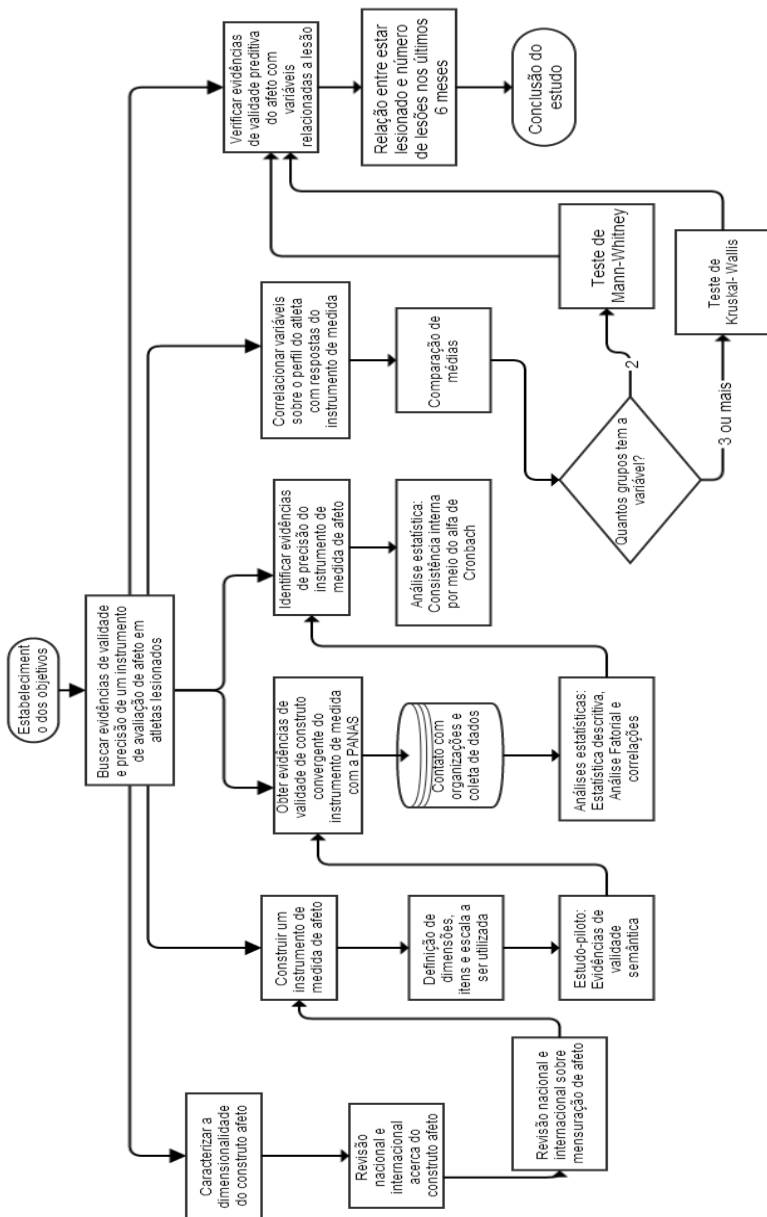 Estabeleciment
o dos objetivos
Buscar evidências de validade
e precisão de um instrumento
de avaliação de afeto em
atletas lesionados
Caracterizar a
dimensionalidade
do construto afeto
Revisão
nacional e
internacional
acerca do
construto afeto
Revisão nacional e
internacional sobre
mensuração de afeto
Construir um
instrumento de
medida de afeto
Definição de
dimensões,
itens e escala a
ser utilizada
Estudo-piloto:
Evidências de
validade
semântica
Obter evidências de
validade de construto
convergente do
instrumento de medida
com a PANAS
Contato com
organizações e
coleta de dados
Análises estatísticas:
Estatística descritiva,
Análise Fatorial e
correlações
Identificar evidências
de precisão do
instrumento de
medida de afeto
Análise estatística:
Consistência interna
por meio do alfa de
Cronbach
Correlacionar variáveis
sobre o perfil do atleta
com respostas do
instrumento de medida
Comparação de
médias
Quantos grupos tem a
variável?
2
3 ou mais
Teste de
Mann-Whitney
Teste de
Kruskal- Wallis
Verificar evidências
de validade preditiva
do afeto com
variáveis
relacionadas a lesão
Relação entre estar
lesionado e número
de lesões nos últimos
6 meses
Conclusão do
estudo